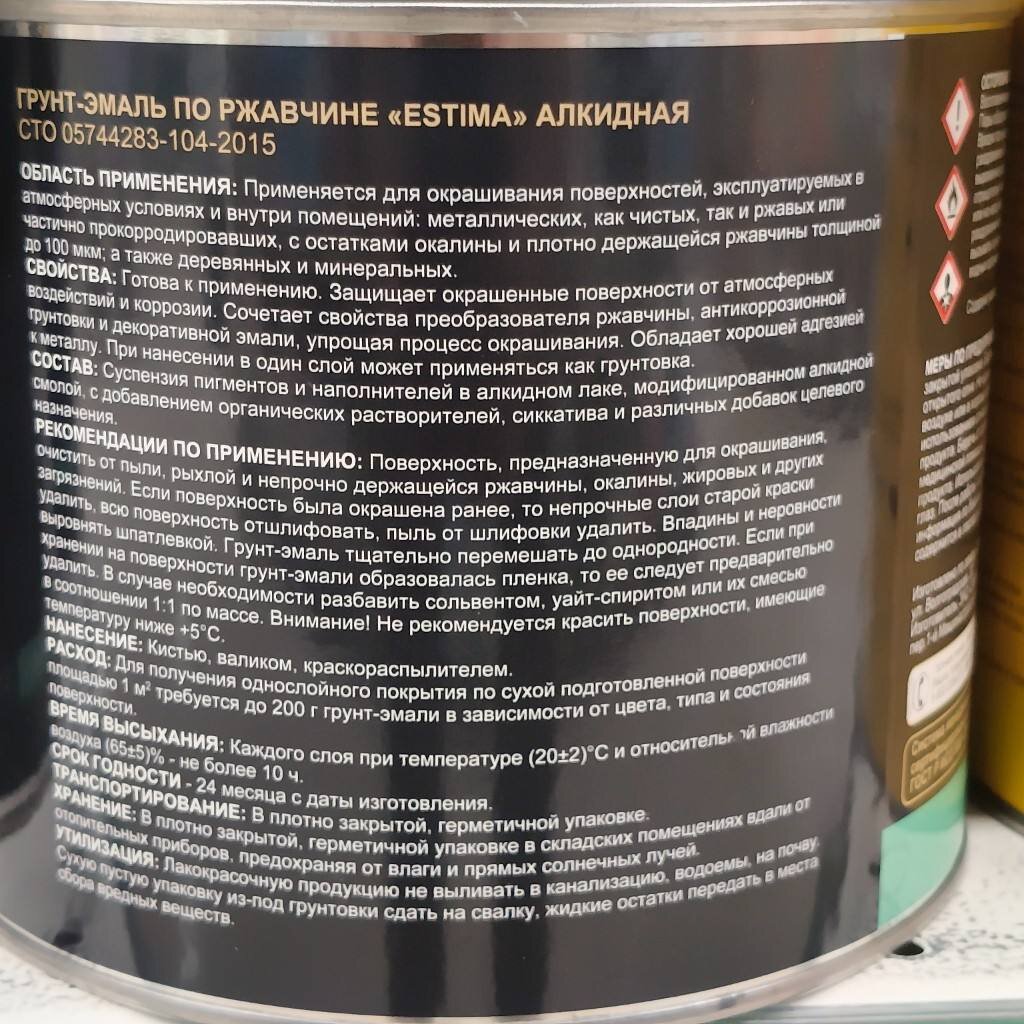 ГРУНТ-ЭМАЛЬ ПО РЖАВЧИНЕ «ESTIMA» АЛКИДНАЯ
СТО 05744283-104-2015
ОБЛАСТЬ ПРИМЕНЕНИЯ: Применяется для окрашивания поверхностей, эксплуатируемых в
атмосферных условиях и внутри помещений: металлических, как чистых, так и ржавых или
частично прокорродировавших, с остатками окалины и плотно держащейся ржавчины толщиной
до 100 мкм; а также деревянных и минеральных.
СВОЙСТВА: Готова к применению. Защищает окрашенные поверхности от атмосферных
воздействий и коррозии. Сочетает свойства преобразователя ржавчины, антикоррозионной
грунтовки и декоративной эмали, упрощая процесс окрашивания. Обладает хорошей адгезией
к металлу. При нанесении в один слой может применяться как грунтовка.
СОСТАВ: Суспензия пигментов и наполнителей в алкидном лаке, модифицированном алкидной
смолой, с добавлением органических растворителей, сиккатива и различных добавок целевого
назначения.
РЕКОМЕНДАЦИИ ПО ПРИМЕНЕНИЮ: Поверхность, предназначенную для окрашивания,
очистить от пыли, рыхлой и непрочно держащейся ржавчины, окалины, жировых и других
загрязнений. Если поверхность была окрашена ранее, то непрочные слои старой краски
удалить, всю поверхность отшлифовать, пыль от шлифовки удалить. Впадины и неровности
выровнять шпатлевкой. Грунт-эмаль тщательно перемешать до однородности. Если при
хранении на поверхности грунт-эмали образовалась пленка, то ее следует предварительно
удалить. В случае необходимости разбавить сольвентом, уайт-спиритом или их смесью
в соотношении 1:1 по массе. Внимание! Не рекомендуется красить поверхности, имеющие
температуру ниже +5°С.
НАНЕСЕНИЕ: Кистью, валиком, краскораспылителем.
РАСХОД: Для получения однослойного покрытия по сухой подготовленной поверхности
площадью 1 м² требуется до 200 г грунт-эмали в зависимости от цвета, типа и состояния
поверхности.
ВРЕМЯ ВЫСЫХАНИЯ: Каждого слоя при температуре (20±2)°С и относительной влажности
воздуха (65±5)% - не более 10 ч.
СРОК ГОДНОСТИ - 24 месяца с даты изготовления.
ТРАНСПОРТИРОВАНИЕ: В плотно закрытой, герметичной упаковке.
ХРАНЕНИЕ: В плотно закрытой, герметичной упаковке в складских помещениях вдали от
отопительных приборов, предохраняя от влаги и прямых солнечных лучей.
УТИЛИЗАЦИЯ: Лакокрасочную продукцию не выливать в канализацию, водоемы, на почву.
Сухую пустую упаковку из-под грунтовки сдать на свалку, жидкие остатки передать в места
сбора вредных веществ.
МЕРЫ ПО
закрытой
открытого